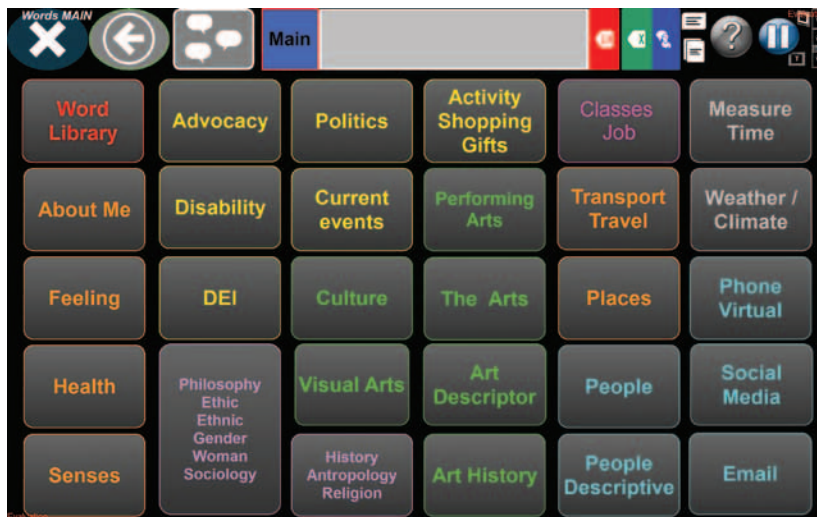 Words MAIN
Main
Word
Library
Advocacy
Politics
Activity
Shopping
Gifts
Classes
Job
Measure
Time
About Me
Disability
Current
events
Performing
Arts
Transport
Travel
Weather /
Climate
Feeling
DEI
Culture
The Arts
Places
Phone
Virtual
Health
Philosophy
Ethic
Ethnic
Gender
Woman
Sociology
Visual Arts
Art
Descriptor
People
Social
Media
Senses
History
Antropology
Religion
Art History
People
Descriptive
Email